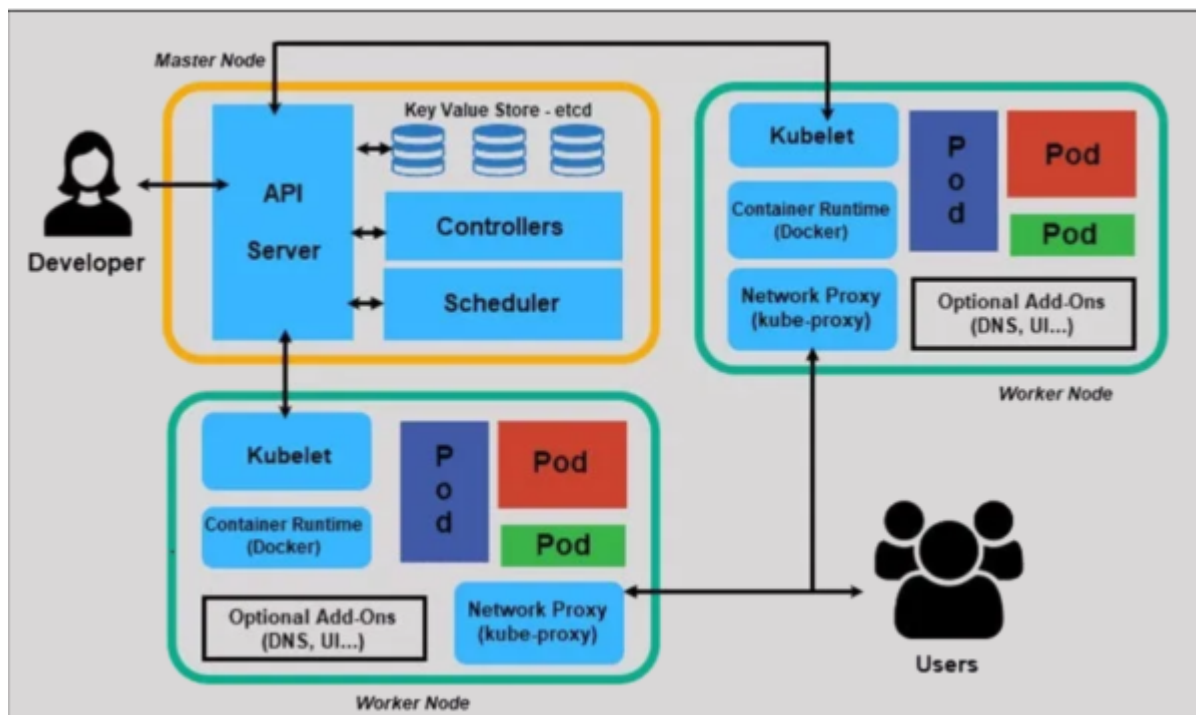 Master Node
Key Value Store - etcd
API
Server
Controllers
Scheduler
Developer
Kubelet
Container Runtime
(Docker)
Network Proxy
(kube-proxy)
P
o
d
Pod
Pod
Optional Add-Ons
(DNS, UI...)
Worker Node
Kubelet
Container Runtime
(Docker)
P
o
d
Pod
Pod
Optional Add-Ons
(DNS, UI...)
Network Proxy
(kube-proxy)
Worker Node
Users